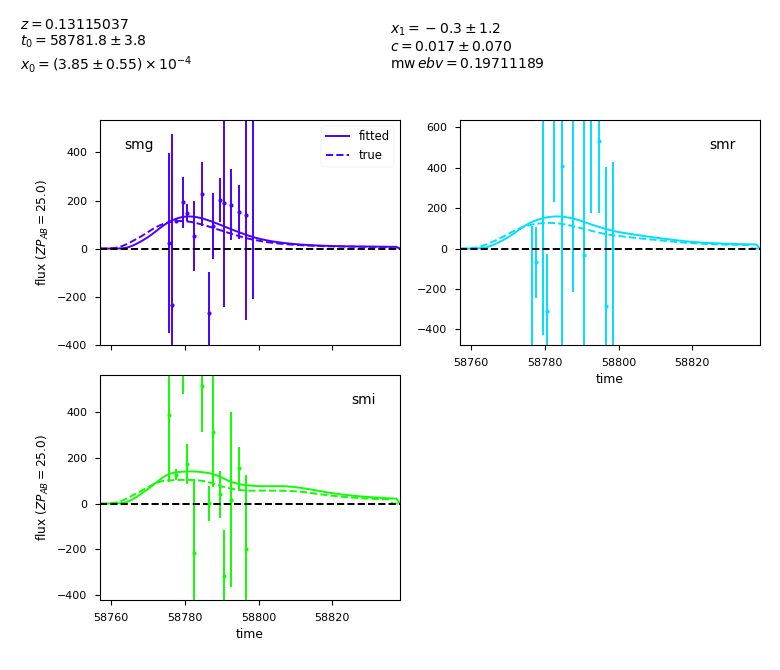 z = 0.13115037
t₀ = 58781.8 ± 3.8
x₀ = (3.85 ± 0.55) × 10⁻⁴
x₁ = −0.3 ± 1.2
c = 0.017 ± 0.070
mw ebv = 0.19711189
smg
fitted
true
400
200
0
−200
−400
flux (ZP_AB = 25.0)
smr
600
400
200
0
−200
−400
58760 58780 58800 58820
time
smi
400
200
0
−200
−400
flux (ZP_AB = 25.0)
58760 58780 58800 58820
time